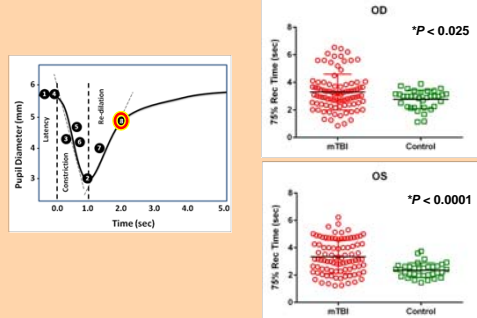 Pupil Diameter (mm)
6
5
4
3
Latency
Constriction
Re-dilation
1
4
3
5
6
2
7
0.0
1.0
2.0
3.0
4.0
5.0
Time (sec)
OD
*P < 0.025
75% Rec Time (sec)
8
6
4
2
0
mTBI
Control
OS
*P < 0.0001
75% Rec Time (sec)
8
6
4
2
0
mTBI
Control